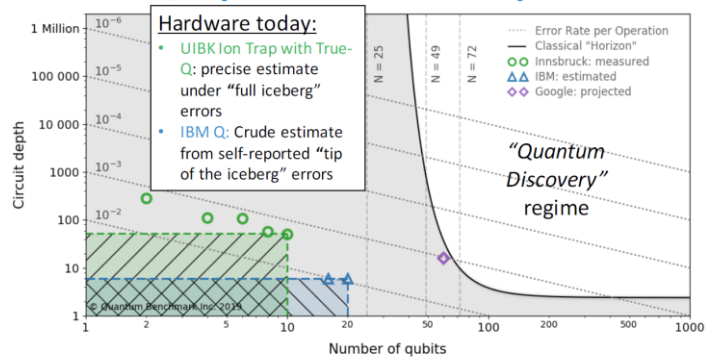 Hardware today:
• UIBK Ion Trap with True-
Q: precise estimate
under “full iceberg”
errors
• IBM Q: Crude estimate
from self-reported “tip
of the iceberg” errors
Error Rate per Operation
Classical "Horizon"
Innsbruck: measured
IBM: estimated
Google: projected
“Quantum
Discovery”
regime
N = 25
N = 49
N = 72
10⁻⁶
10⁻⁵
10⁻⁴
10⁻³
10⁻²
Circuit depth
1 Million
100 000
10 000
1000
100
10
1
© Quantum Benchmark Inc. 2019
1
2
5
10
20
50
100
200
500
1000
Number of qubits